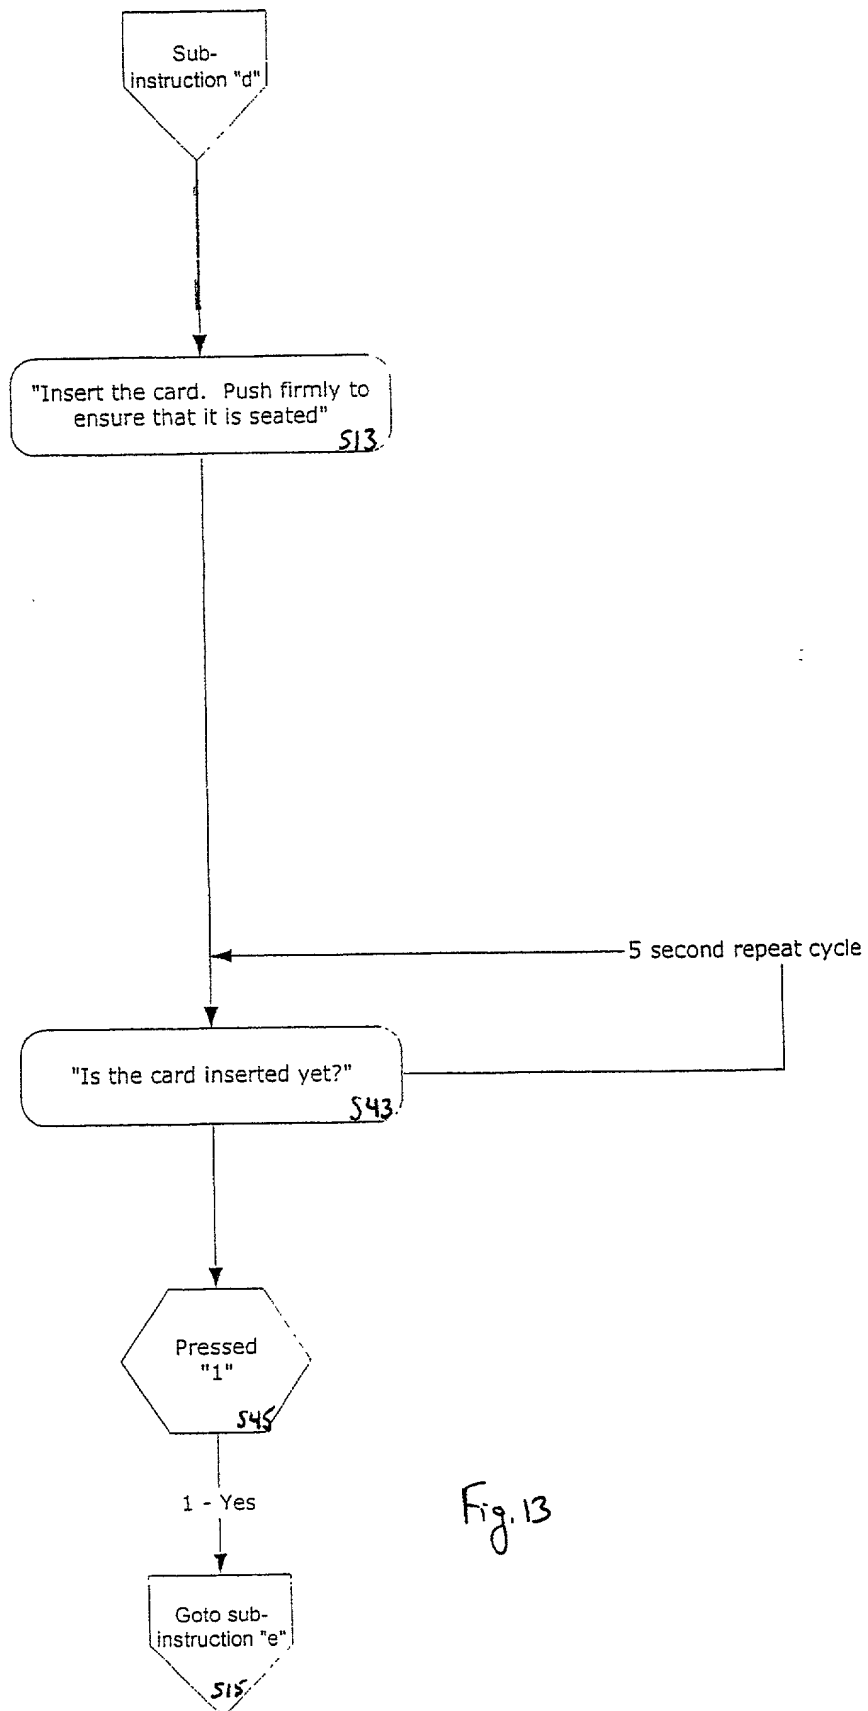 Sub-
instruction "d"
"Insert the card. Push firmly to
ensure that it is seated"
S13
5 second repeat cycle
"Is the card inserted yet?"
S43
Pressed
"1"
S45
1 - Yes
Fig. 13
Goto sub-
instruction "e"
S15